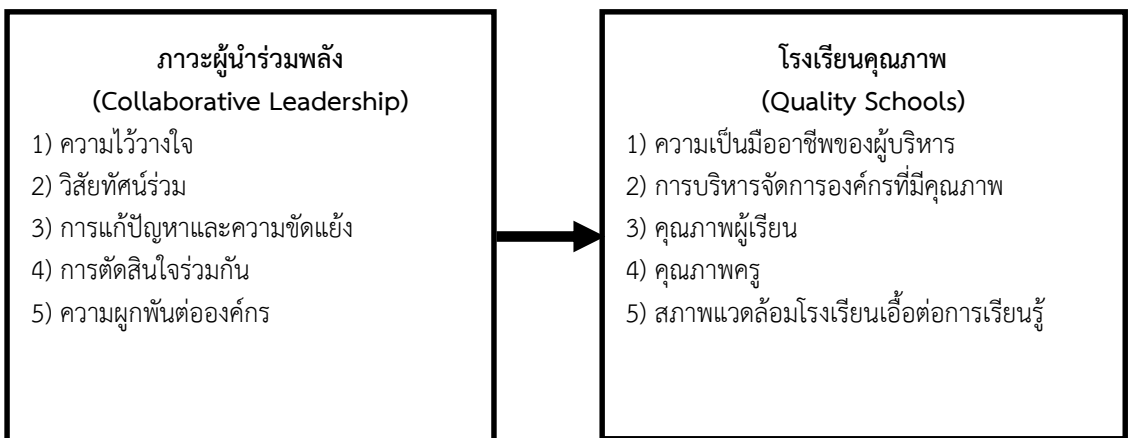 ภาวะผู้นำร่วมพลัง
(Collaborative Leadership)
1) ความไว้วางใจ
2) วิสัยทัศน์ร่วม
3) การแก้ปัญหาและความขัดแย้ง
4) การตัดสินใจร่วมกัน
5) ความผูกพันต่อองค์กร
โรงเรียนคุณภาพ
(Quality Schools)
1) ความเป็นมืออาชีพของผู้บริหาร
2) การบริหารจัดการองค์กรที่มีคุณภาพ
3) คุณภาพผู้เรียน
4) คุณภาพครู
5) สภาพแวดล้อมโรงเรียนเอื้อต่อการเรียนรู้